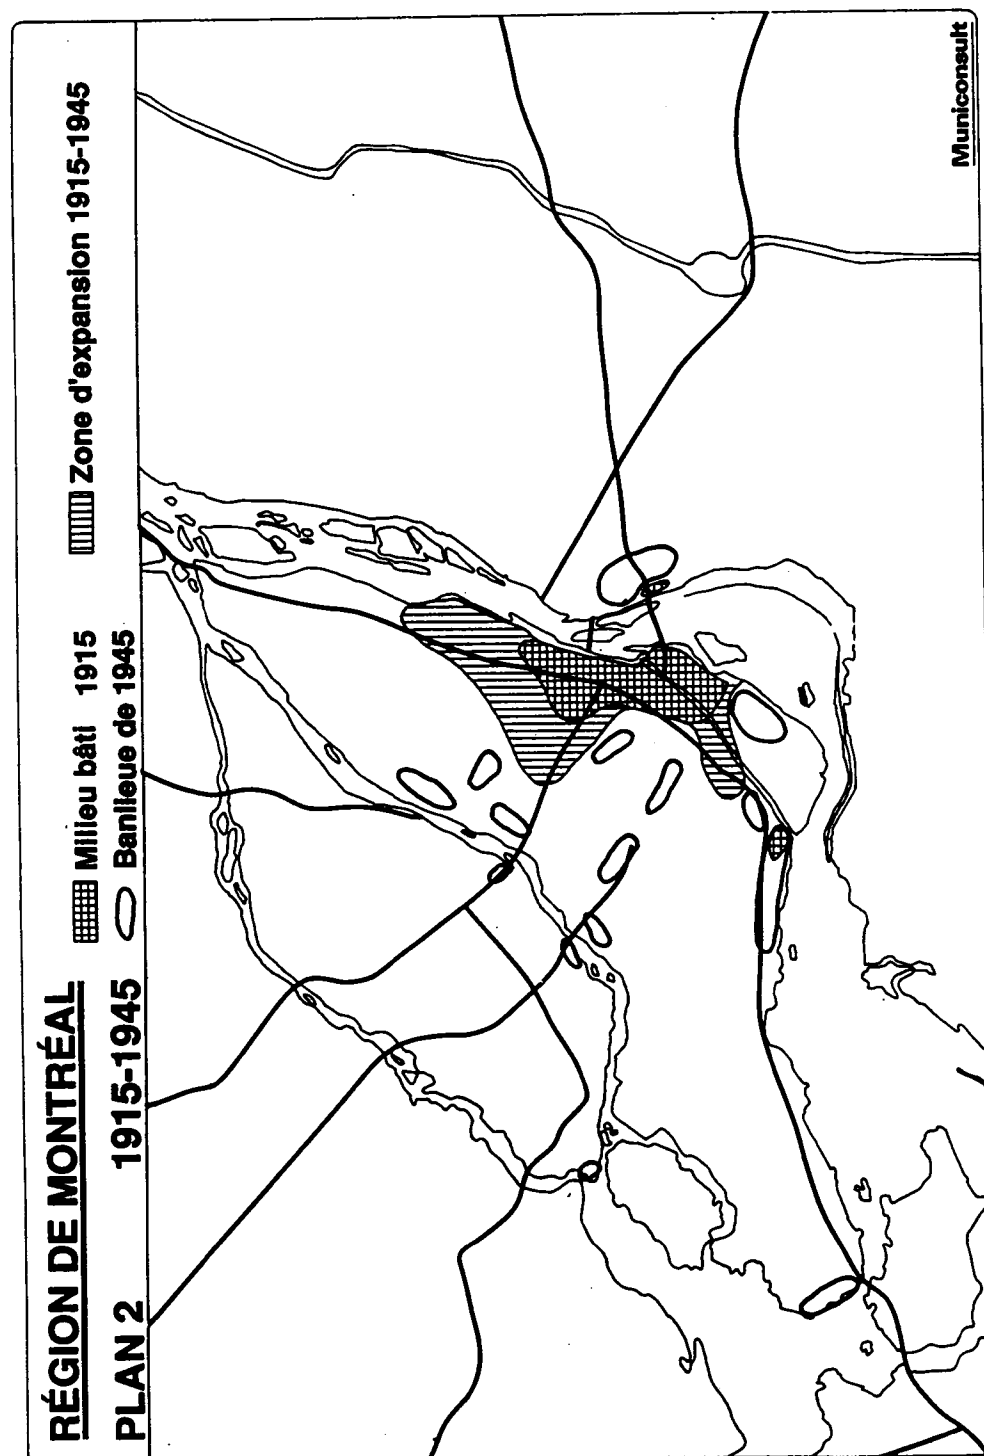 RÉGION DE MONTRÉAL
PLAN 2 1915-1945
Milieu bâti 1915
Banlieue de 1945
Zone d'expansion 1915-1945
Municonsult